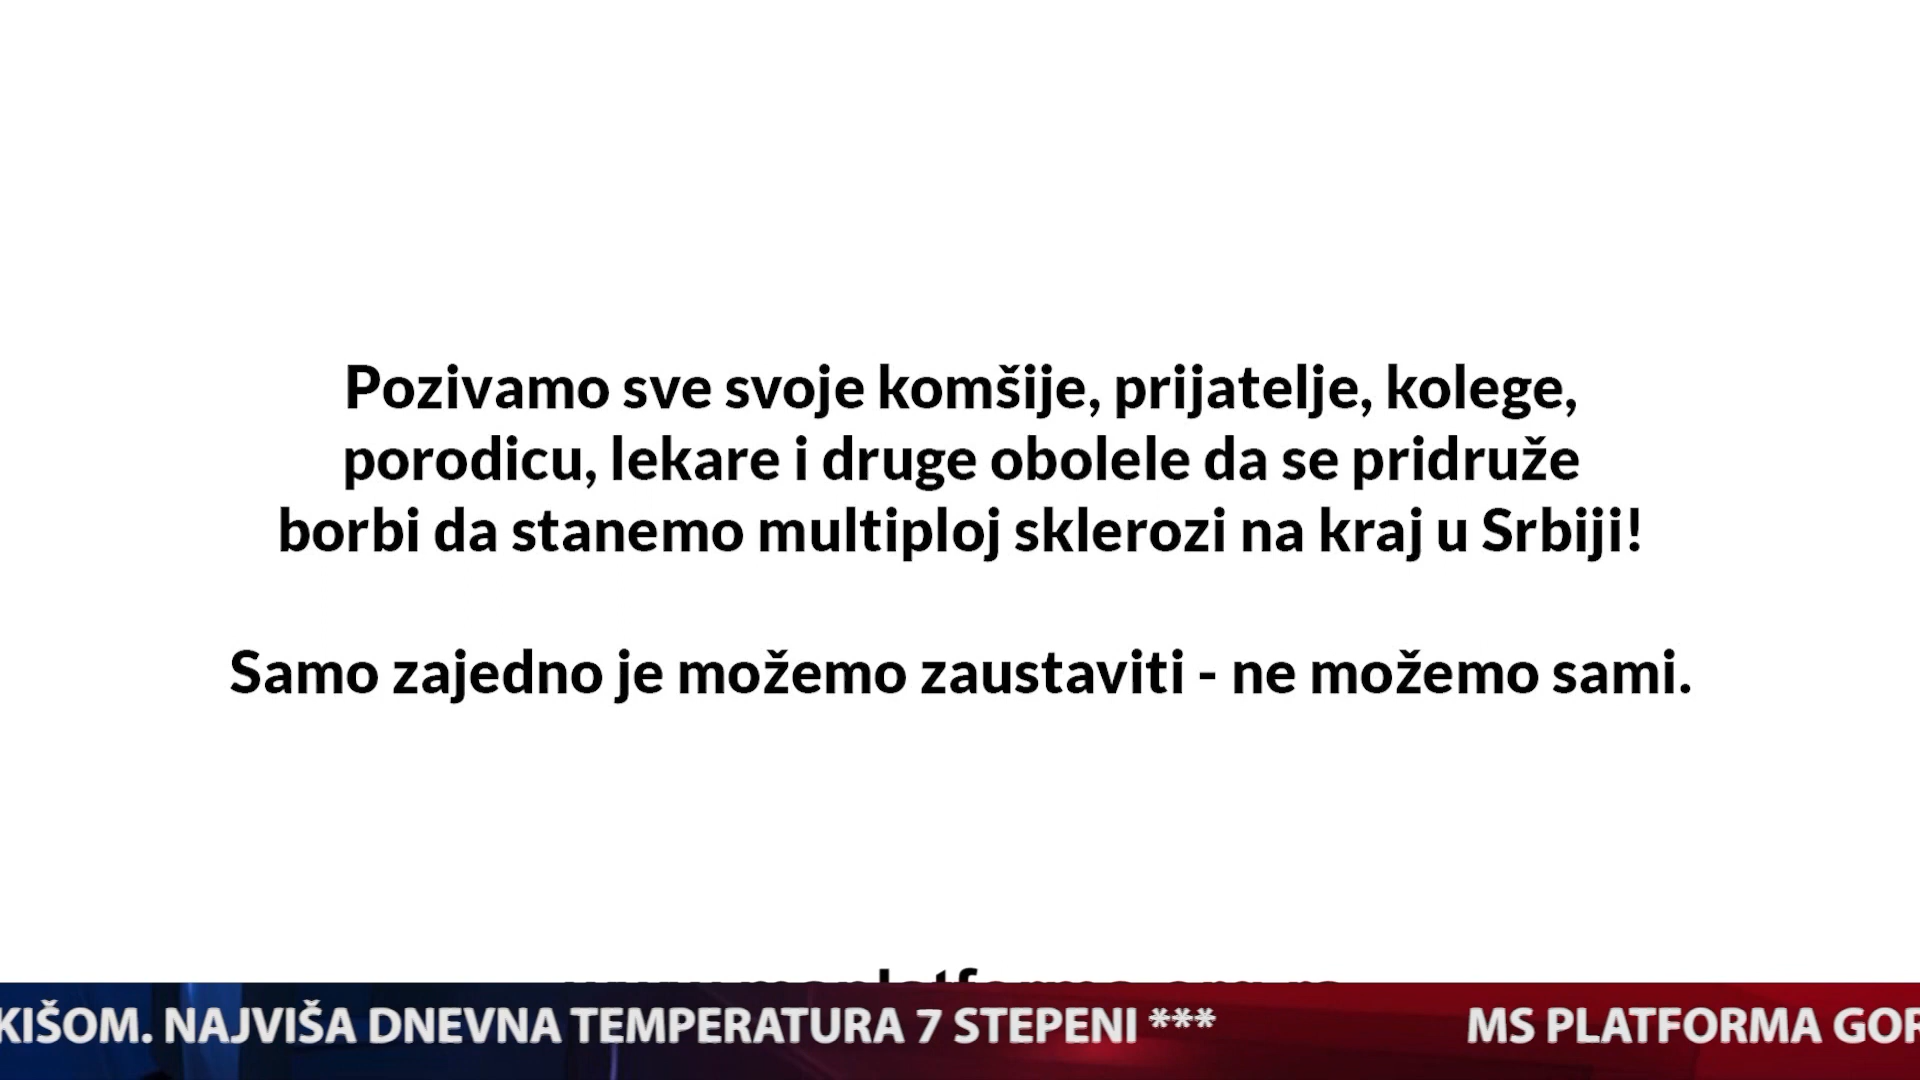 Pozivamo sve svoje komšije, prijatelje, kolege,
porodicu, lekare i druge obolele da se pridruže
borbi da stanemo multiploj sklerozi na kraj u Srbiji!
Samo zajedno je možemo zaustaviti - ne možemo sami.
KIŠOM. NAJVIŠA DNEVNA TEMPERATURA 7 STEPENI *** MS PLATFORMA GOR